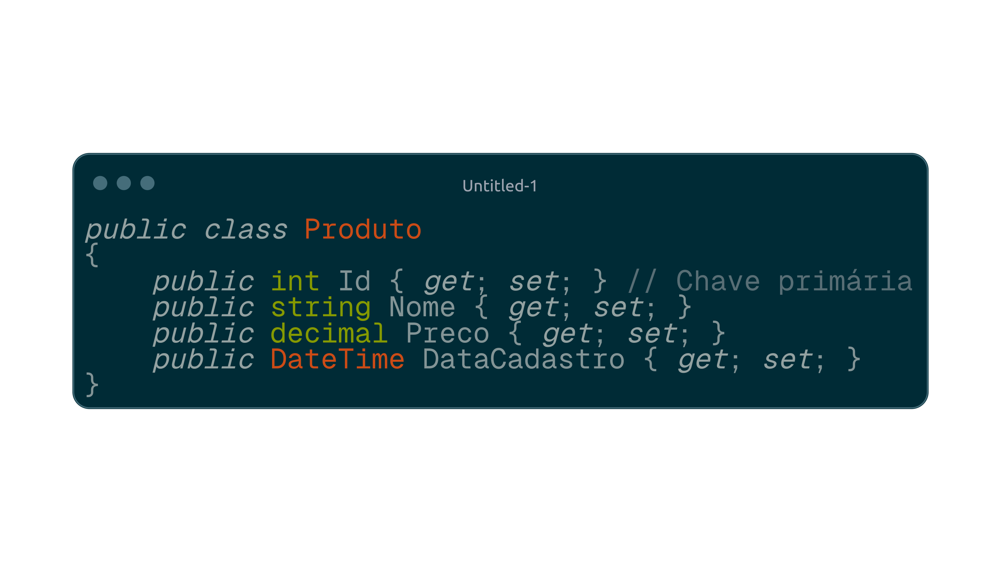 Untitled-1
public class Produto
{
    public int Id { get; set; } // Chave primária
    public string Nome { get; set; }
    public decimal Preco { get; set; }
    public DateTime DataCadastro { get; set; }
}